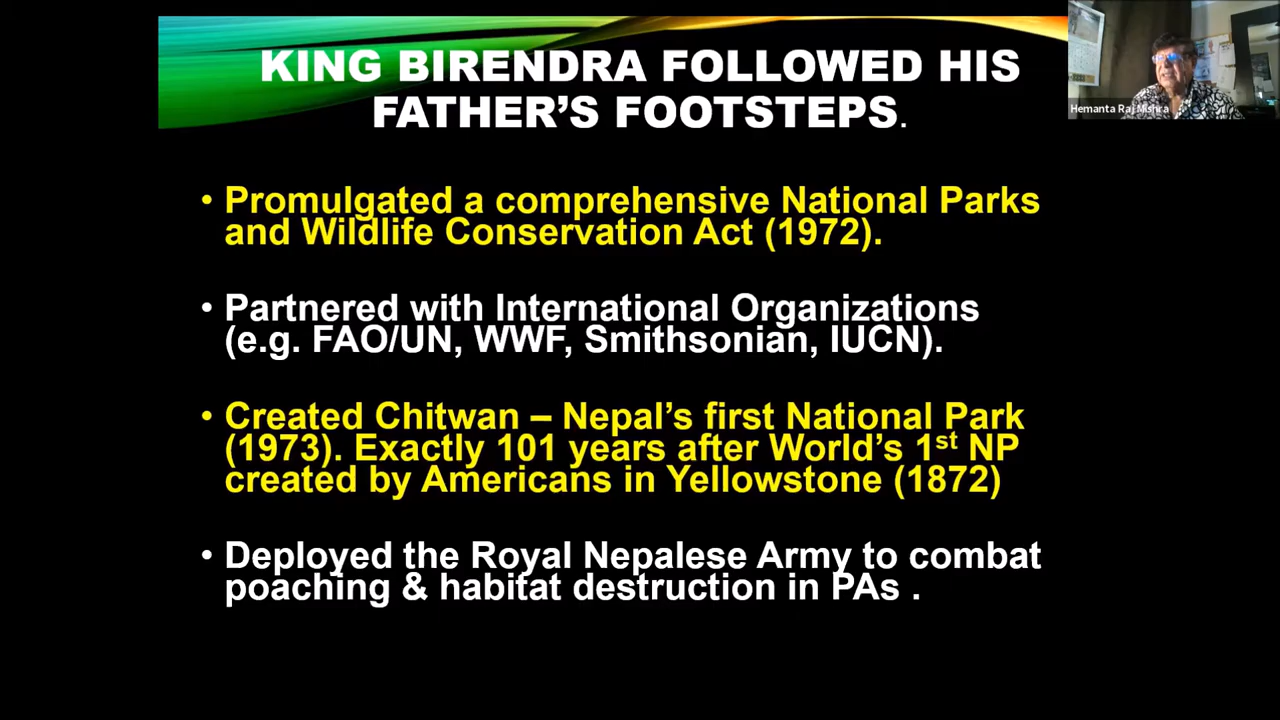 KING BIRENDRA FOLLOWED HIS
FATHER'S FOOTSTEPS.
Hemanta Raj Mishra
• Promulgated a comprehensive National Parks
and Wildlife Conservation Act (1972).
• Partnered with International Organizations
(e.g. FAO/UN, WWF, Smithsonian, IUCN).
• Created Chitwan – Nepal's first National Park
(1973). Exactly 101 years after World's 1st NP
created by Americans in Yellowstone (1872)
• Deployed the Royal Nepalese Army to combat
poaching & habitat destruction in PAs .